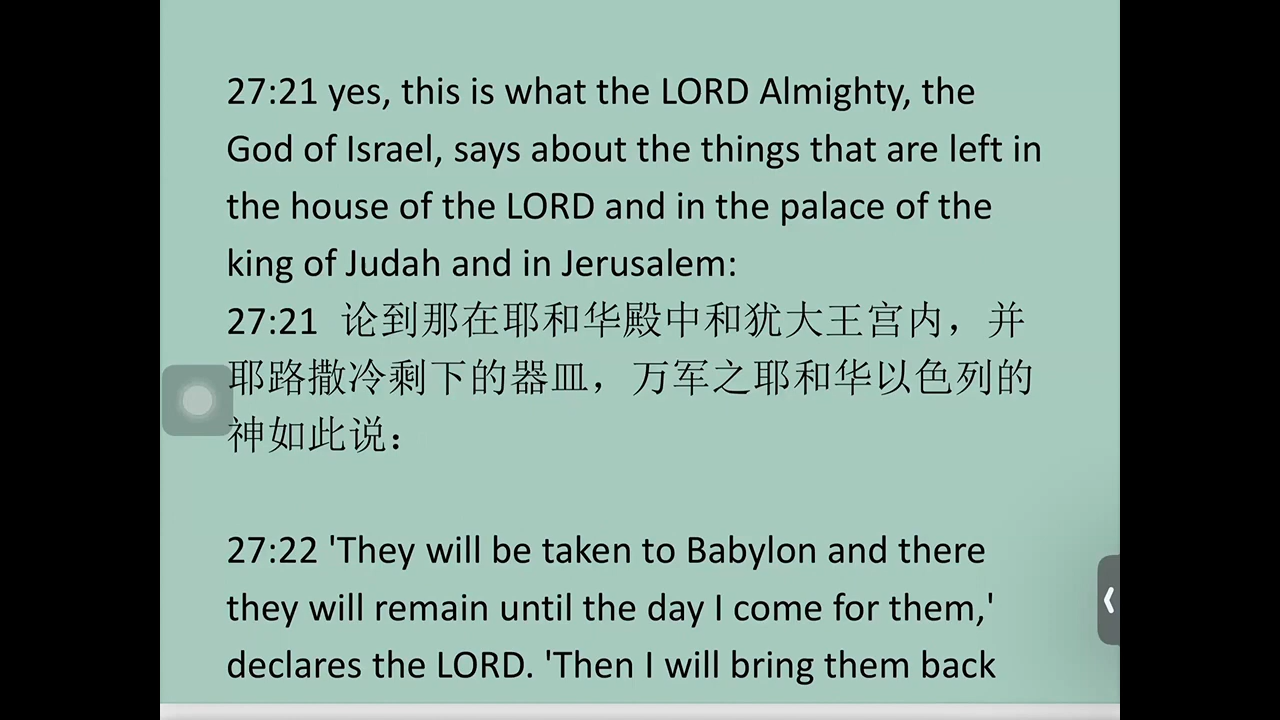 27:21 yes, this is what the LORD Almighty, the
God of Israel, says about the things that are left in
the house of the LORD and in the palace of the
king of Judah and in Jerusalem:
27:21 论到那在耶和华殿中和犹大王宫内，并
耶路撒冷剩下的器皿，万军之耶和华以色列的
神如此说：
27:22 'They will be taken to Babylon and there
they will remain until the day I come for them,'
declares the LORD. 'Then I will bring them back